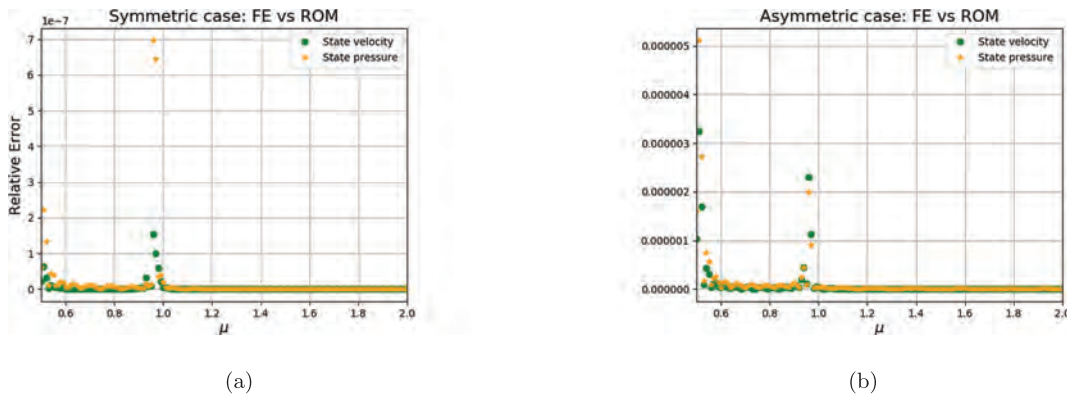 Symmetric case: FE vs ROM
1e−7
State velocity
State pressure
7
6
5
4
3
2
1
0
Relative Error
0.6 0.8 1.0 1.2 1.4 1.6 1.8 2.0
μ
(a)
Asymmetric case: FE vs ROM
State velocity
State pressure
0.000005
0.000004
0.000003
0.000002
0.000001
0.000000
0.6 0.8 1.0 1.2 1.4 1.6 1.8 2.0
μ
(b)